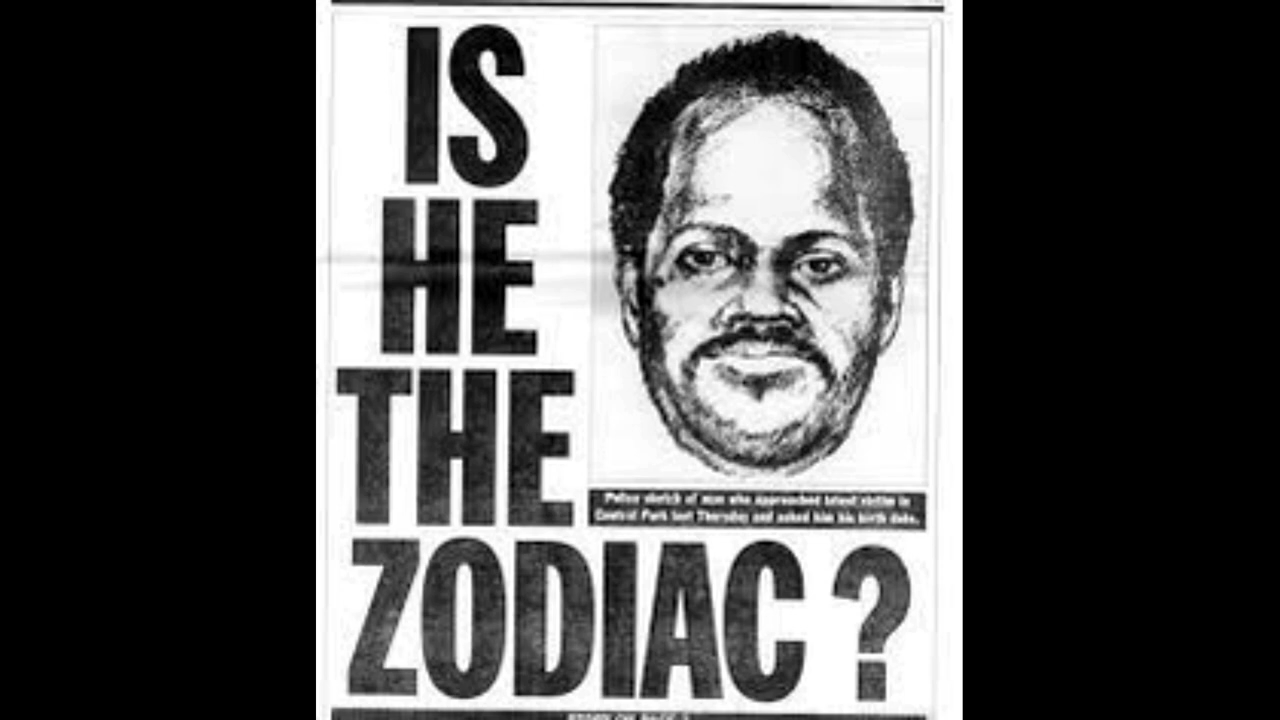 IS
HE
THE
ZODIAC?
Police sketch of man who approached latest victim in
Central Park last Thursday and asked him his birth date.